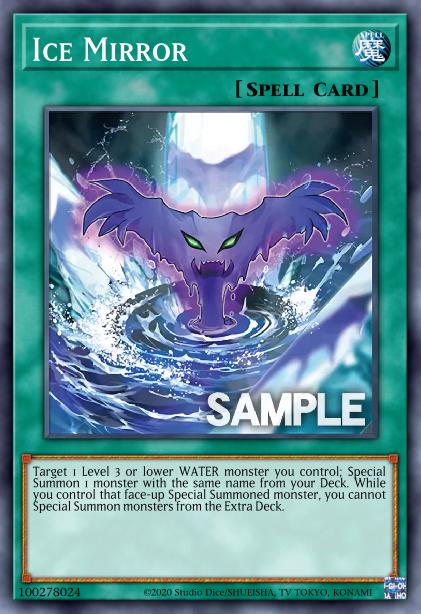 ICE MIRROR
SPELL
魔
[SPELL CARD]
SAMPLE
Target 1 Level 3 or lower WATER monster you control; Special
Summon 1 monster with the same name from your Deck. While
you control that face-up Special Summoned monster, you cannot
Special Summon monsters from the Extra Deck.
100278024
©2020 Studio Dice/SHUEISHA, TV TOKYO, KONAMI